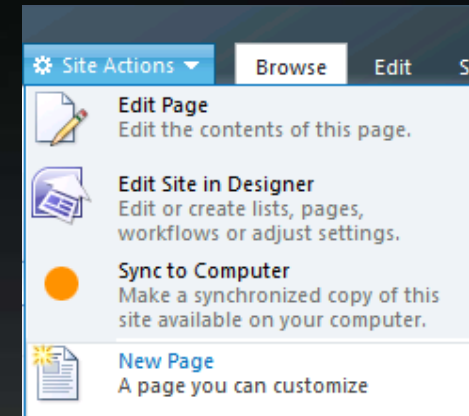 Site Actions Browse Edit S
Edit Page
Edit the contents of this page.
Edit Site in Designer
Edit or create lists, pages,
workflows or adjust settings.
Sync to Computer
Make a synchronized copy of this
site available on your computer.
New Page
A page you can customize